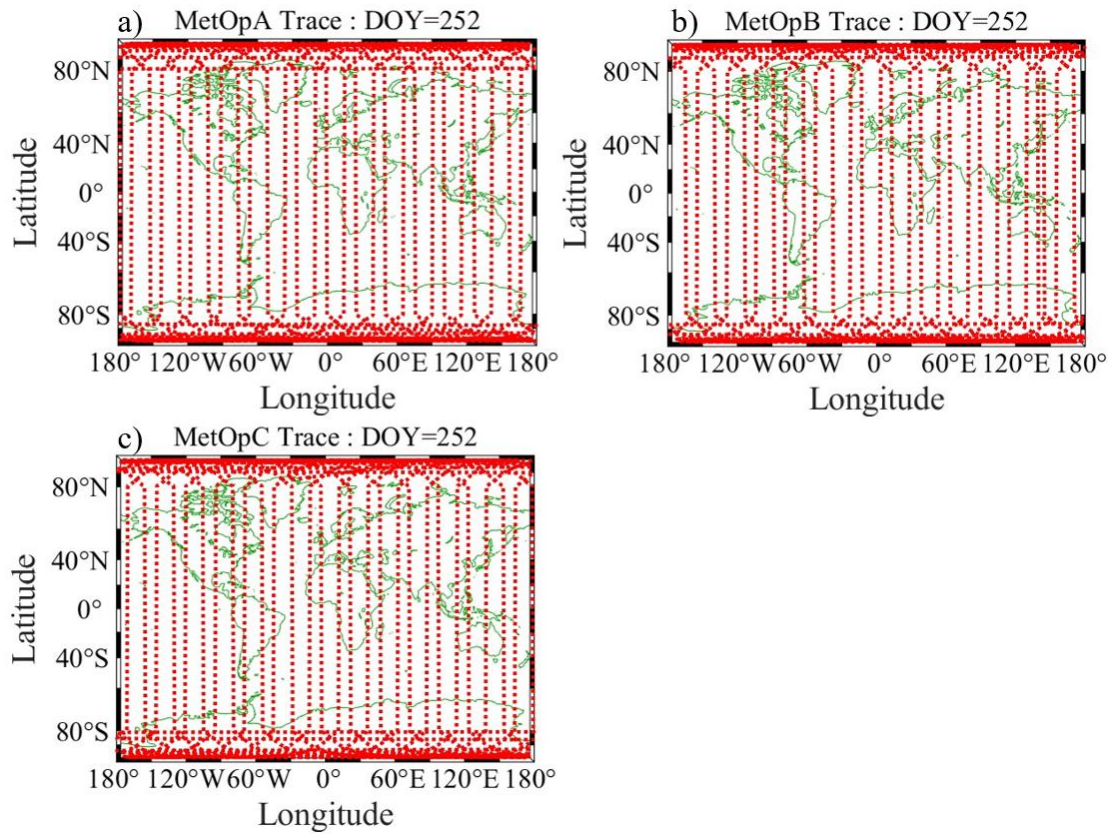 a) MetOpA Trace : DOY=252
80°N
40°N
0°
40°S
80°S
Latitude
180° 120°W 60°W 0° 60°E 120°E 180°
Longitude
b) MetOpB Trace : DOY=252
80°N
40°N
0°
40°S
80°S
Latitude
180° 120°W 60°W 0° 60°E 120°E 180°
Longitude
c) MetOpC Trace : DOY=252
80°N
40°N
0°
40°S
80°S
Latitude
180° 120°W 60°W 0° 60°E 120°E 180°
Longitude